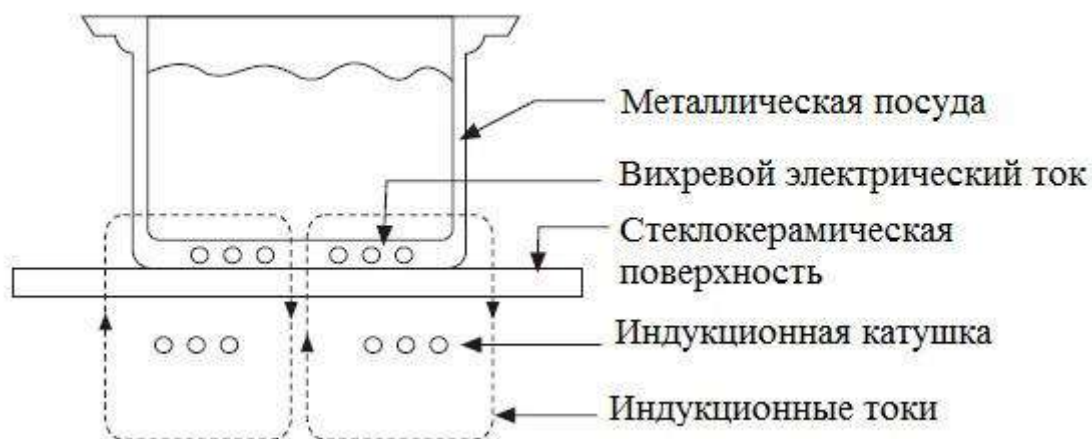 Металлическая посуда
Вихревой электрический ток
Стеклокерамическая
поверхность
Индукционная катушка
Индукционные токи